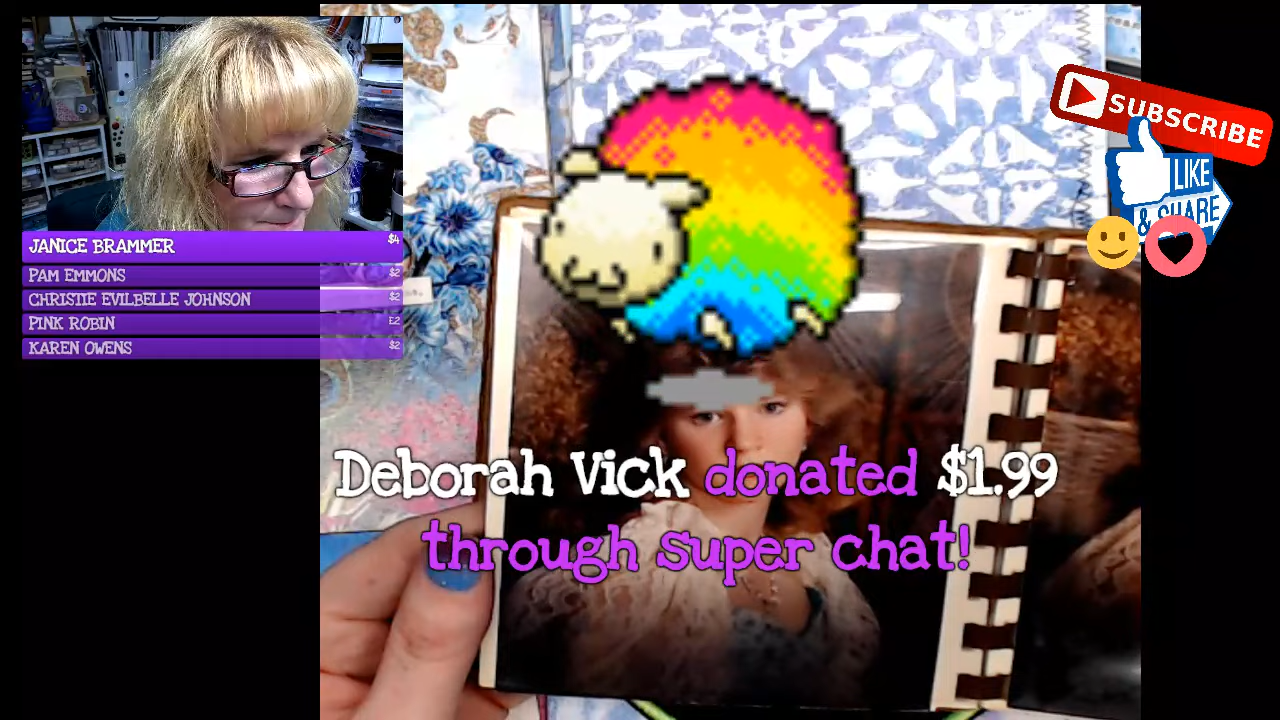 SUBSCRIBE
LIKE
& SHARE
JANICE BRAMMER $4
PAM EMMONS $2
CHRISTIE EVILBELLE JOHNSON $2
PINK ROBIN £2
KAREN OWENS $2
Deborah Vick donated $1.99
through super chat!